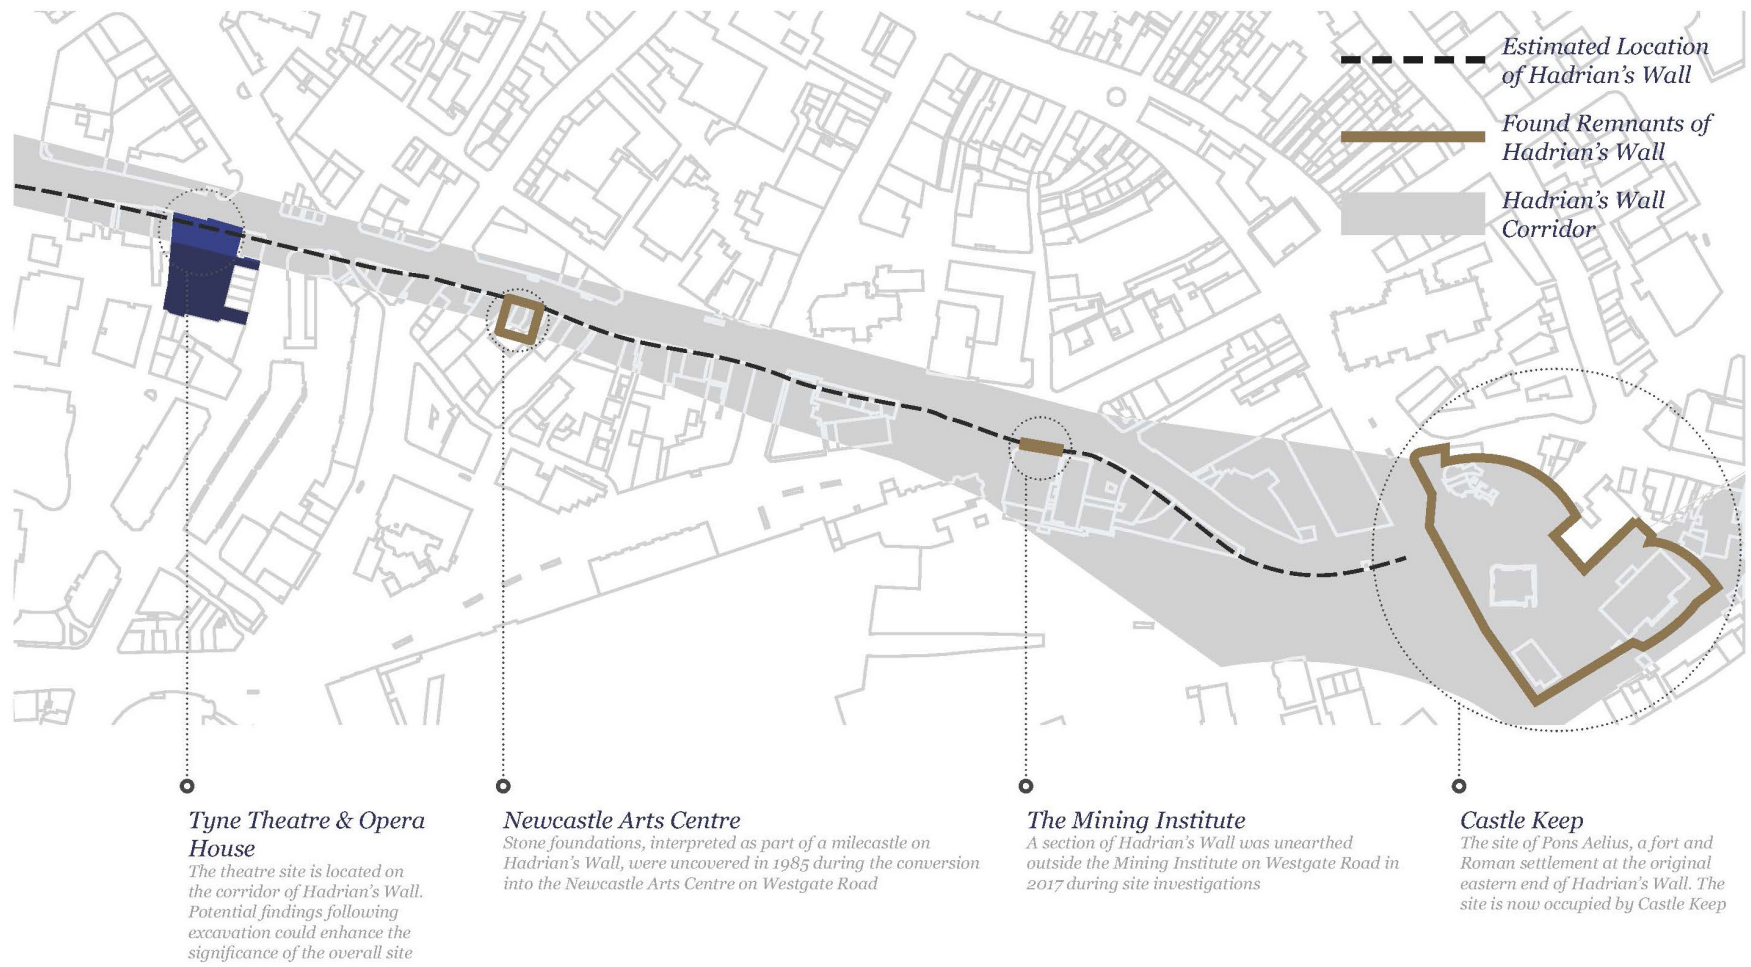 Estimated Location
of Hadrian's Wall
Found Remnants of
Hadrian's Wall
Hadrian's Wall
Corridor
Tyne Theatre & Opera
House
The theatre site is located on
the corridor of Hadrian's Wall.
Potential findings following
excavation could enhance the
significance of the overall site
Newcastle Arts Centre
Stone foundations, interpreted as part of a milecastle on
Hadrian's Wall, were uncovered in 1985 during the conversion
into the Newcastle Arts Centre on Westgate Road
The Mining Institute
A section of Hadrian's Wall was unearthed
outside the Mining Institute on Westgate Road in
2017 during site investigations
Castle Keep
The site of Pons Aelius, a fort and
Roman settlement at the original
eastern end of Hadrian's Wall. The
site is now occupied by Castle Keep